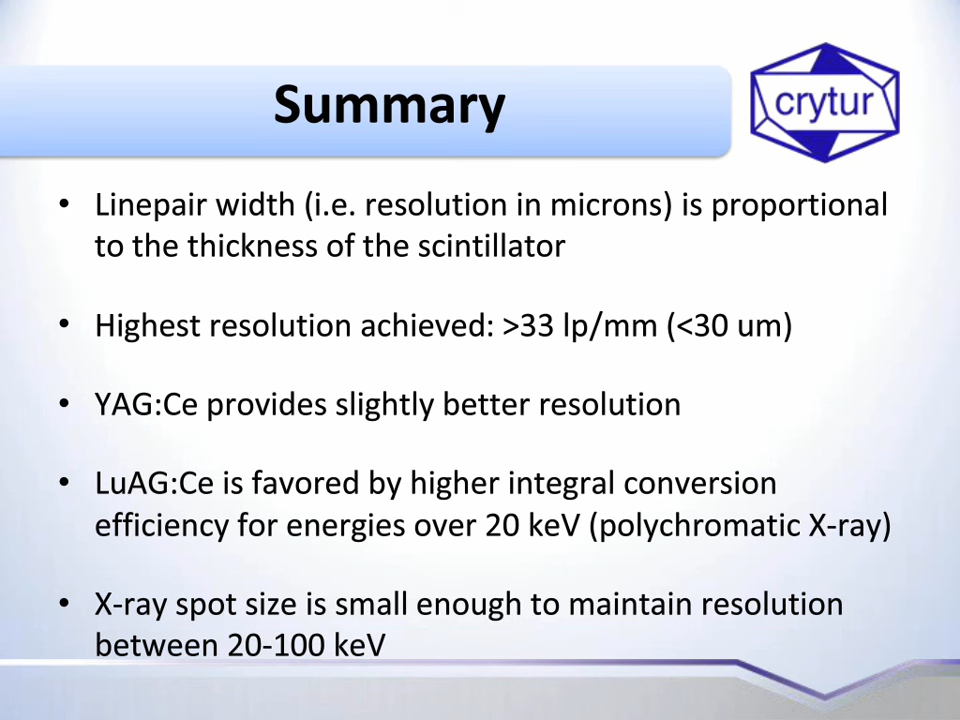 Summary
crytur
• Linepair width (i.e. resolution in microns) is proportional
to the thickness of the scintillator
• Highest resolution achieved: >33 lp/mm (<30 um)
• YAG:Ce provides slightly better resolution
• LuAG:Ce is favored by higher integral conversion
efficiency for energies over 20 keV (polychromatic X-ray)
• X-ray spot size is small enough to maintain resolution
between 20-100 keV